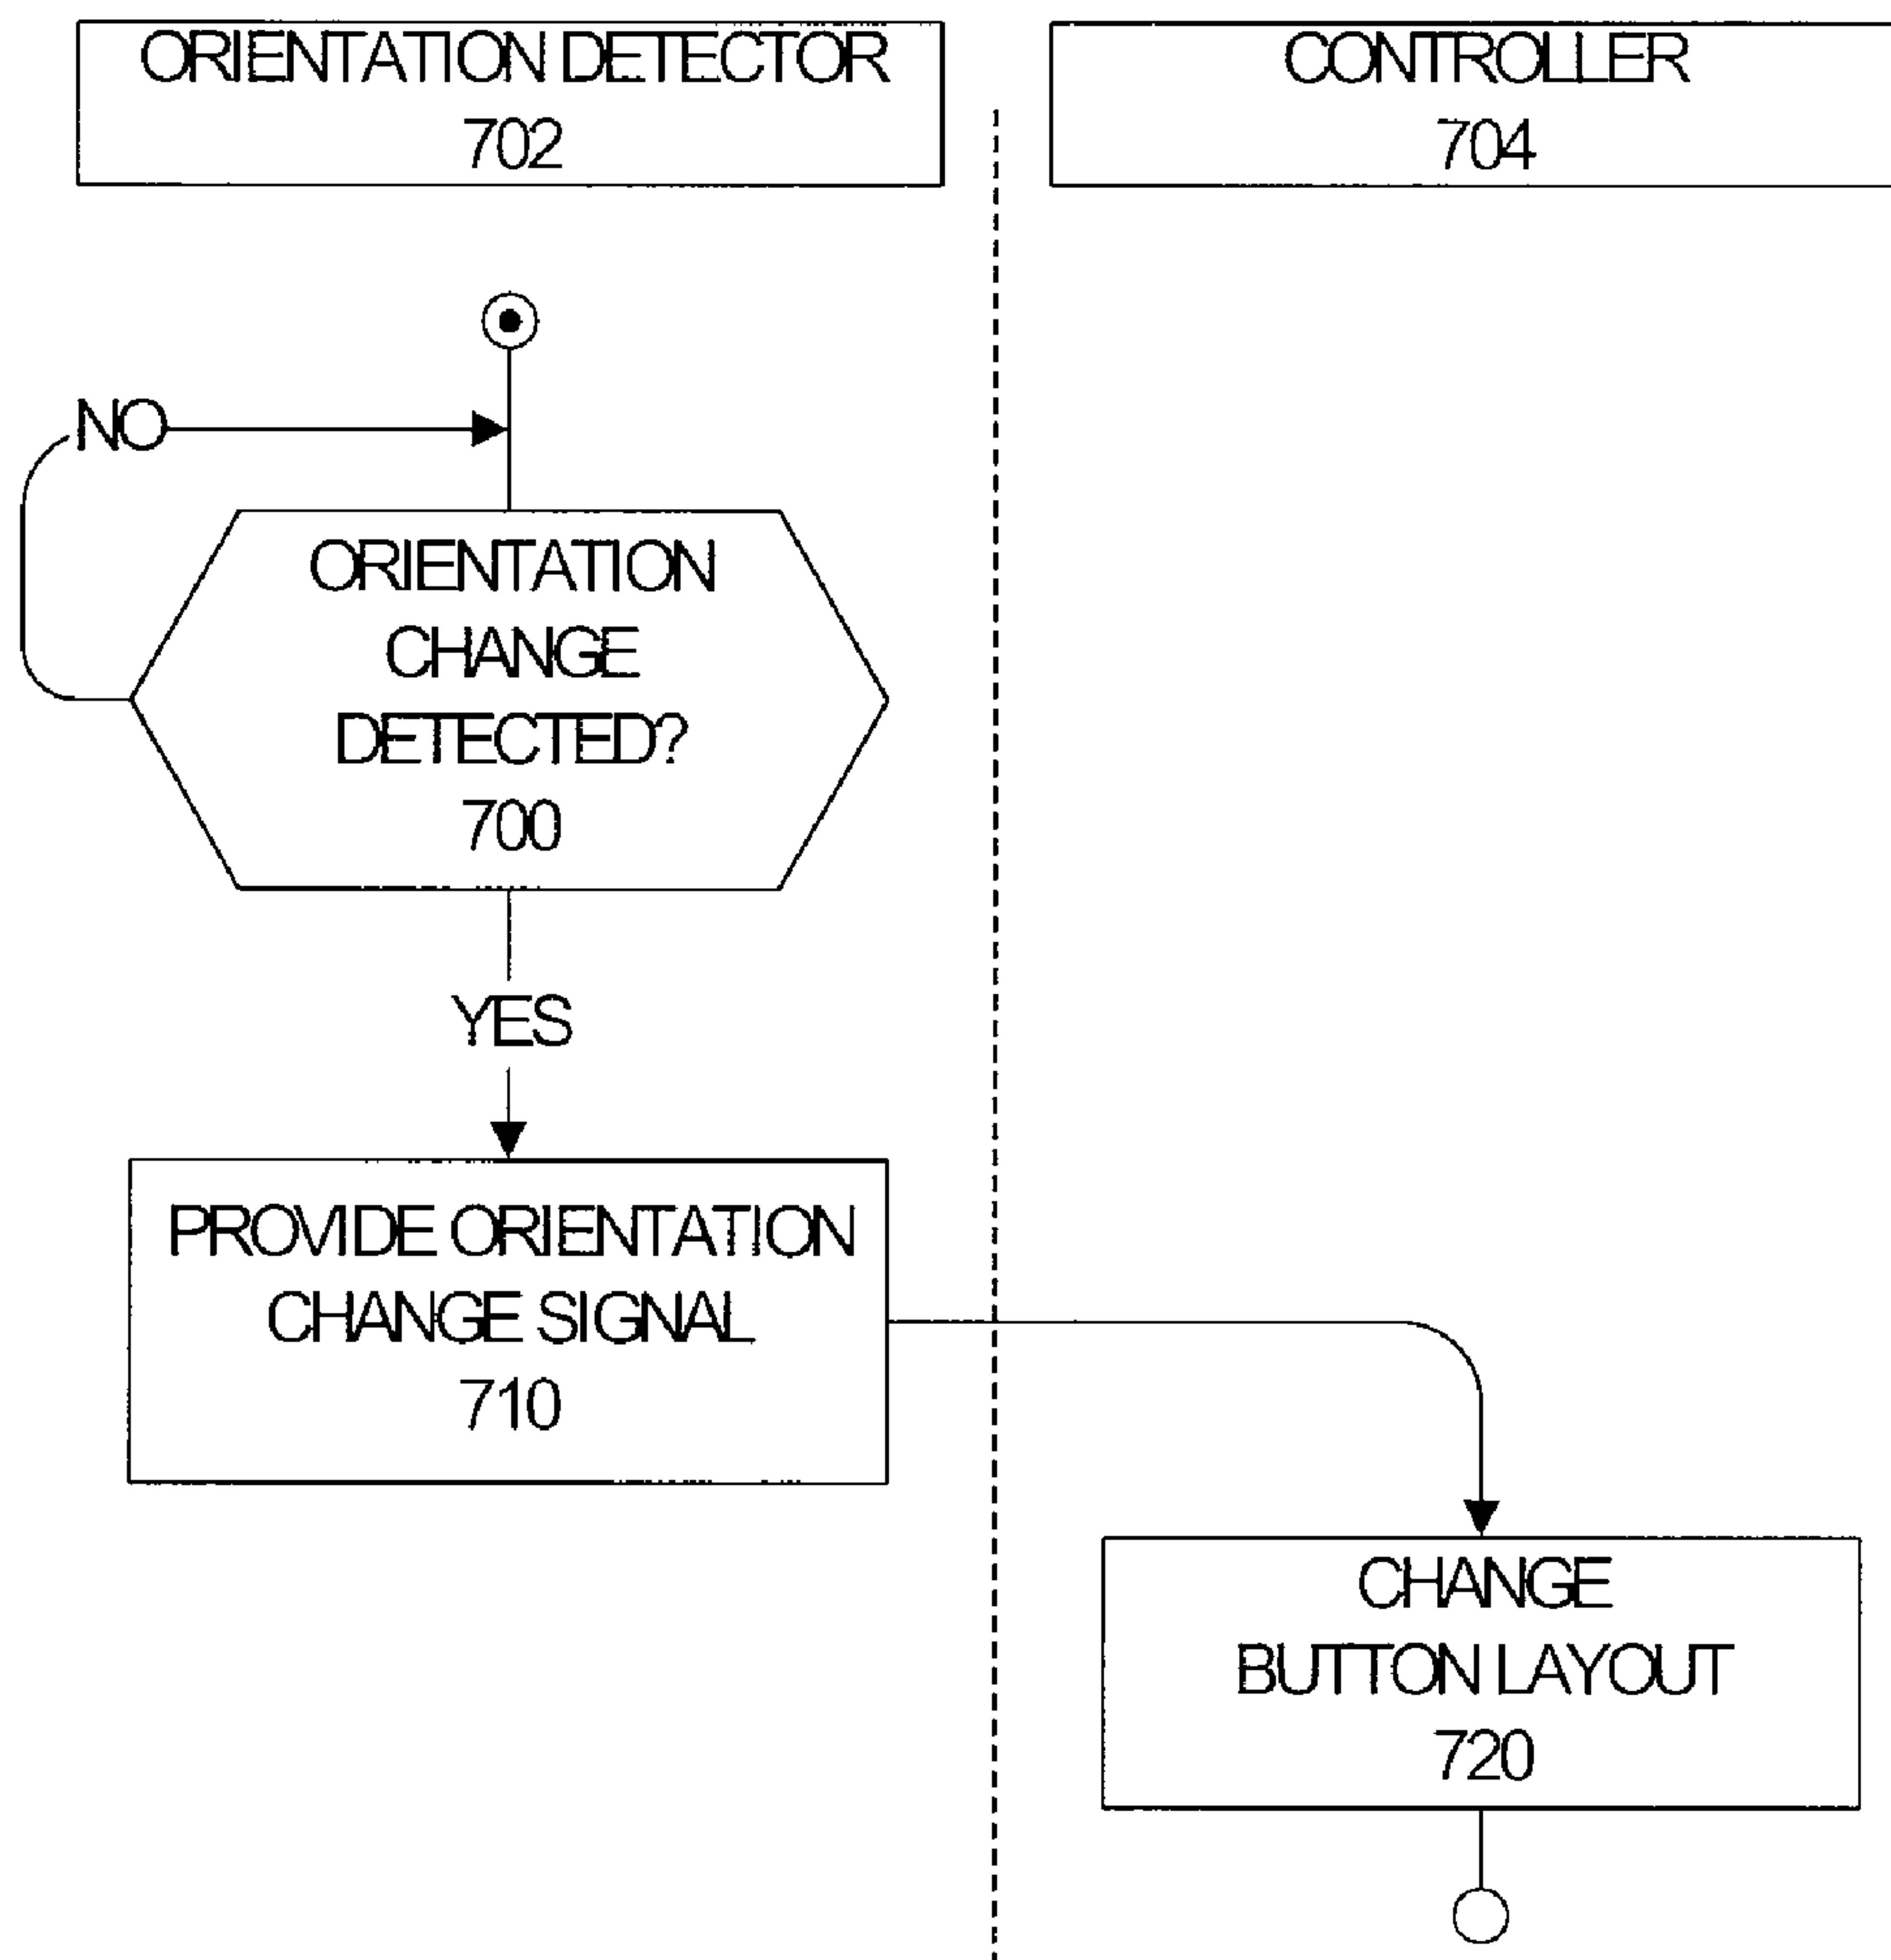 ORIENTATION DETECTOR
702
CONTROLLER
704
NO
ORIENTATION
CHANGE
DETECTED?
700
YES
PROVIDE ORIENTATION
CHANGE SIGNAL
710
CHANGE
BUTTON LAYOUT
720